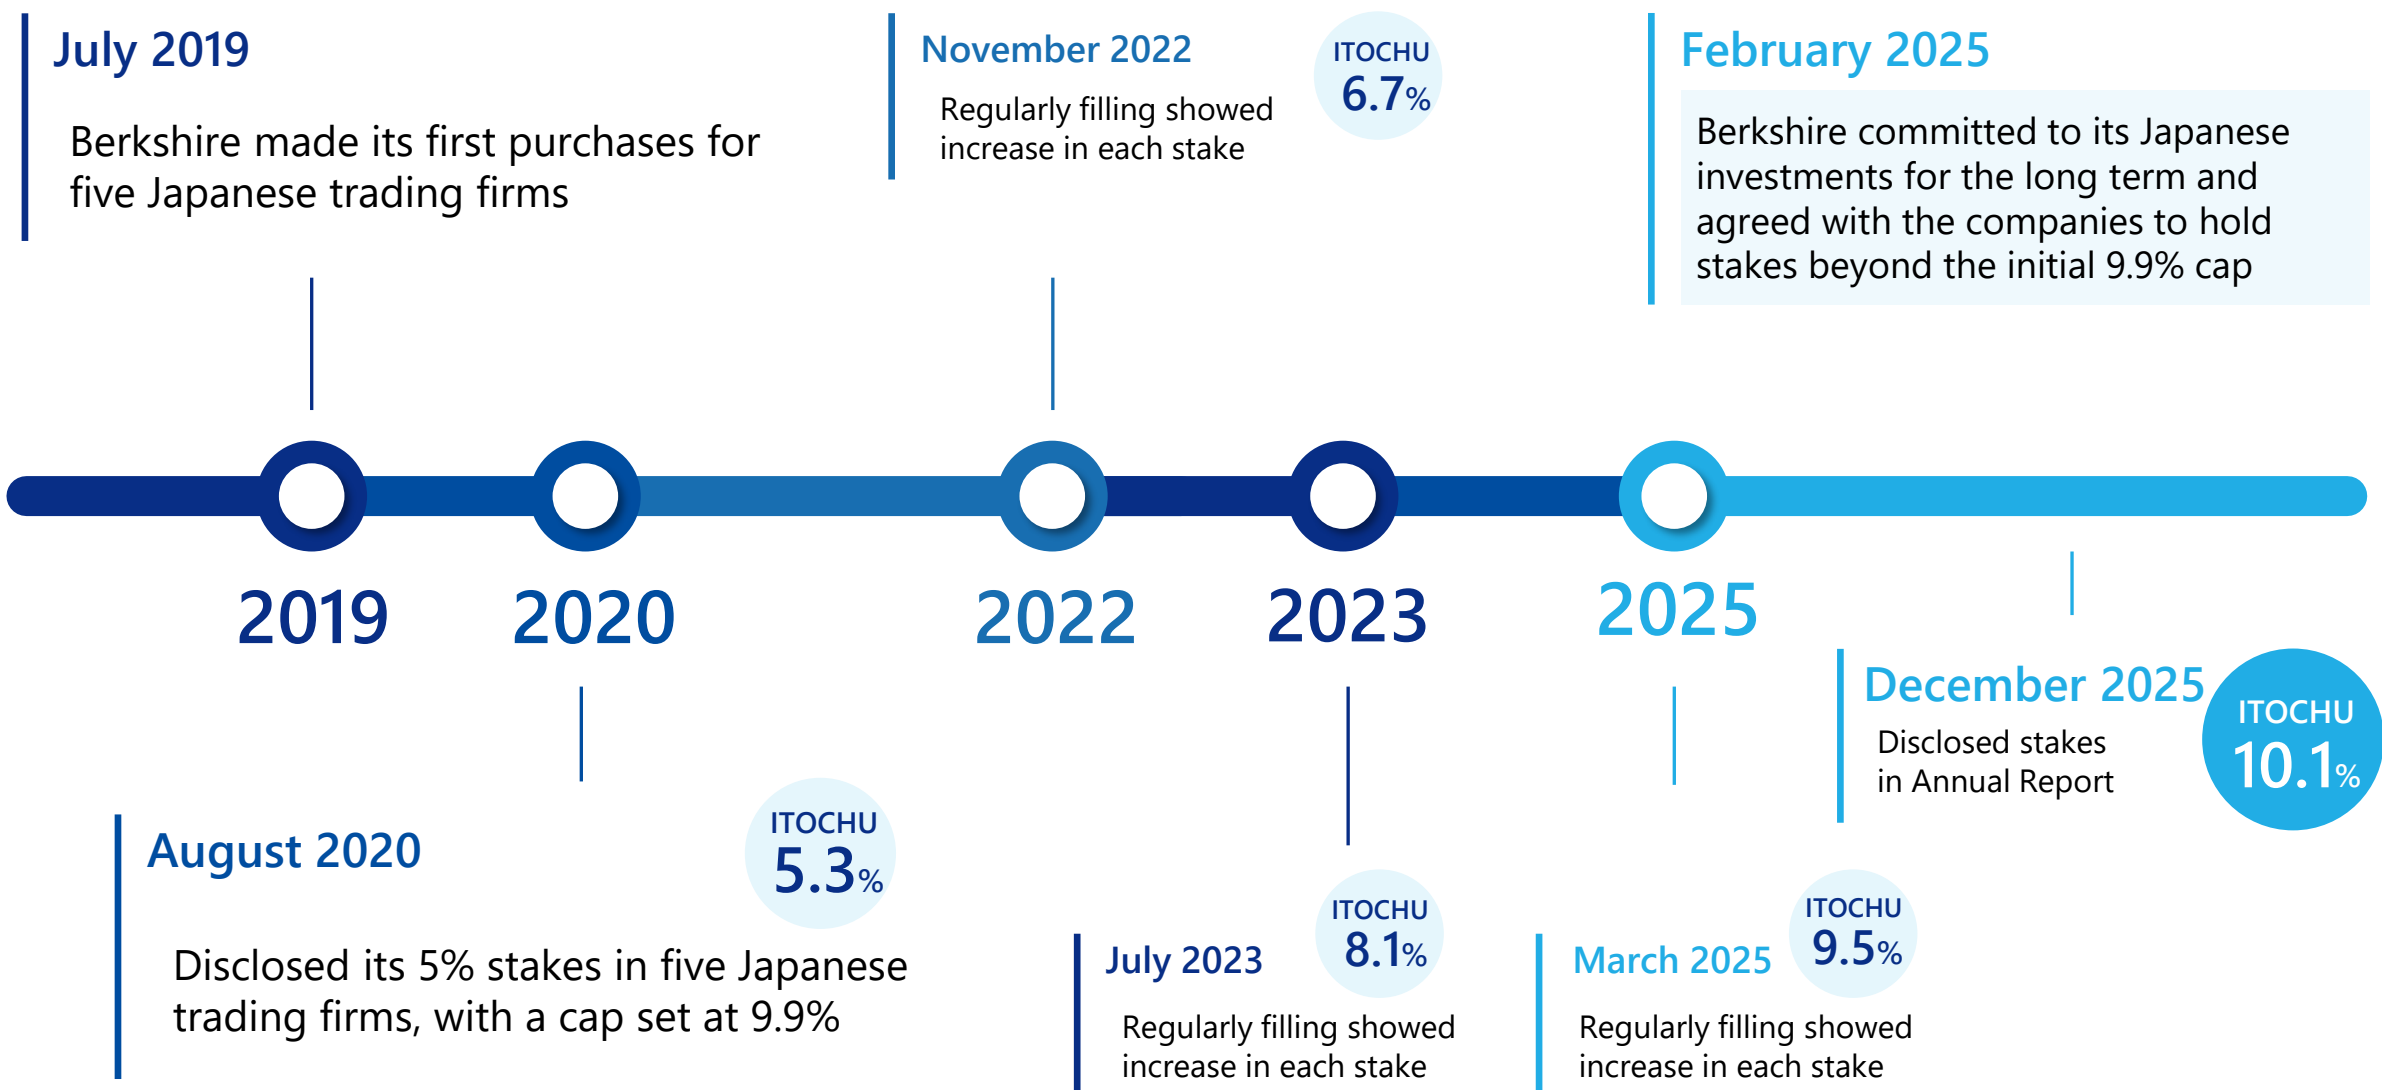 July 2019
Berkshire made its first purchases for
five Japanese trading firms
November 2022
Regularly filling showed
increase in each stake
ITOCHU
6.7%
February 2025
Berkshire committed to its Japanese
investments for the long term and
agreed with the companies to hold
stakes beyond the initial 9.9% cap
2019
2020
2022
2023
2025
August 2020
ITOCHU
5.3%
Disclosed its 5% stakes in five Japanese
trading firms, with a cap set at 9.9%
July 2023
ITOCHU
8.1%
Regularly filling showed
increase in each stake
March 2025
ITOCHU
9.5%
Regularly filling showed
increase in each stake
December 2025
Disclosed stakes
in Annual Report
ITOCHU
10.1%